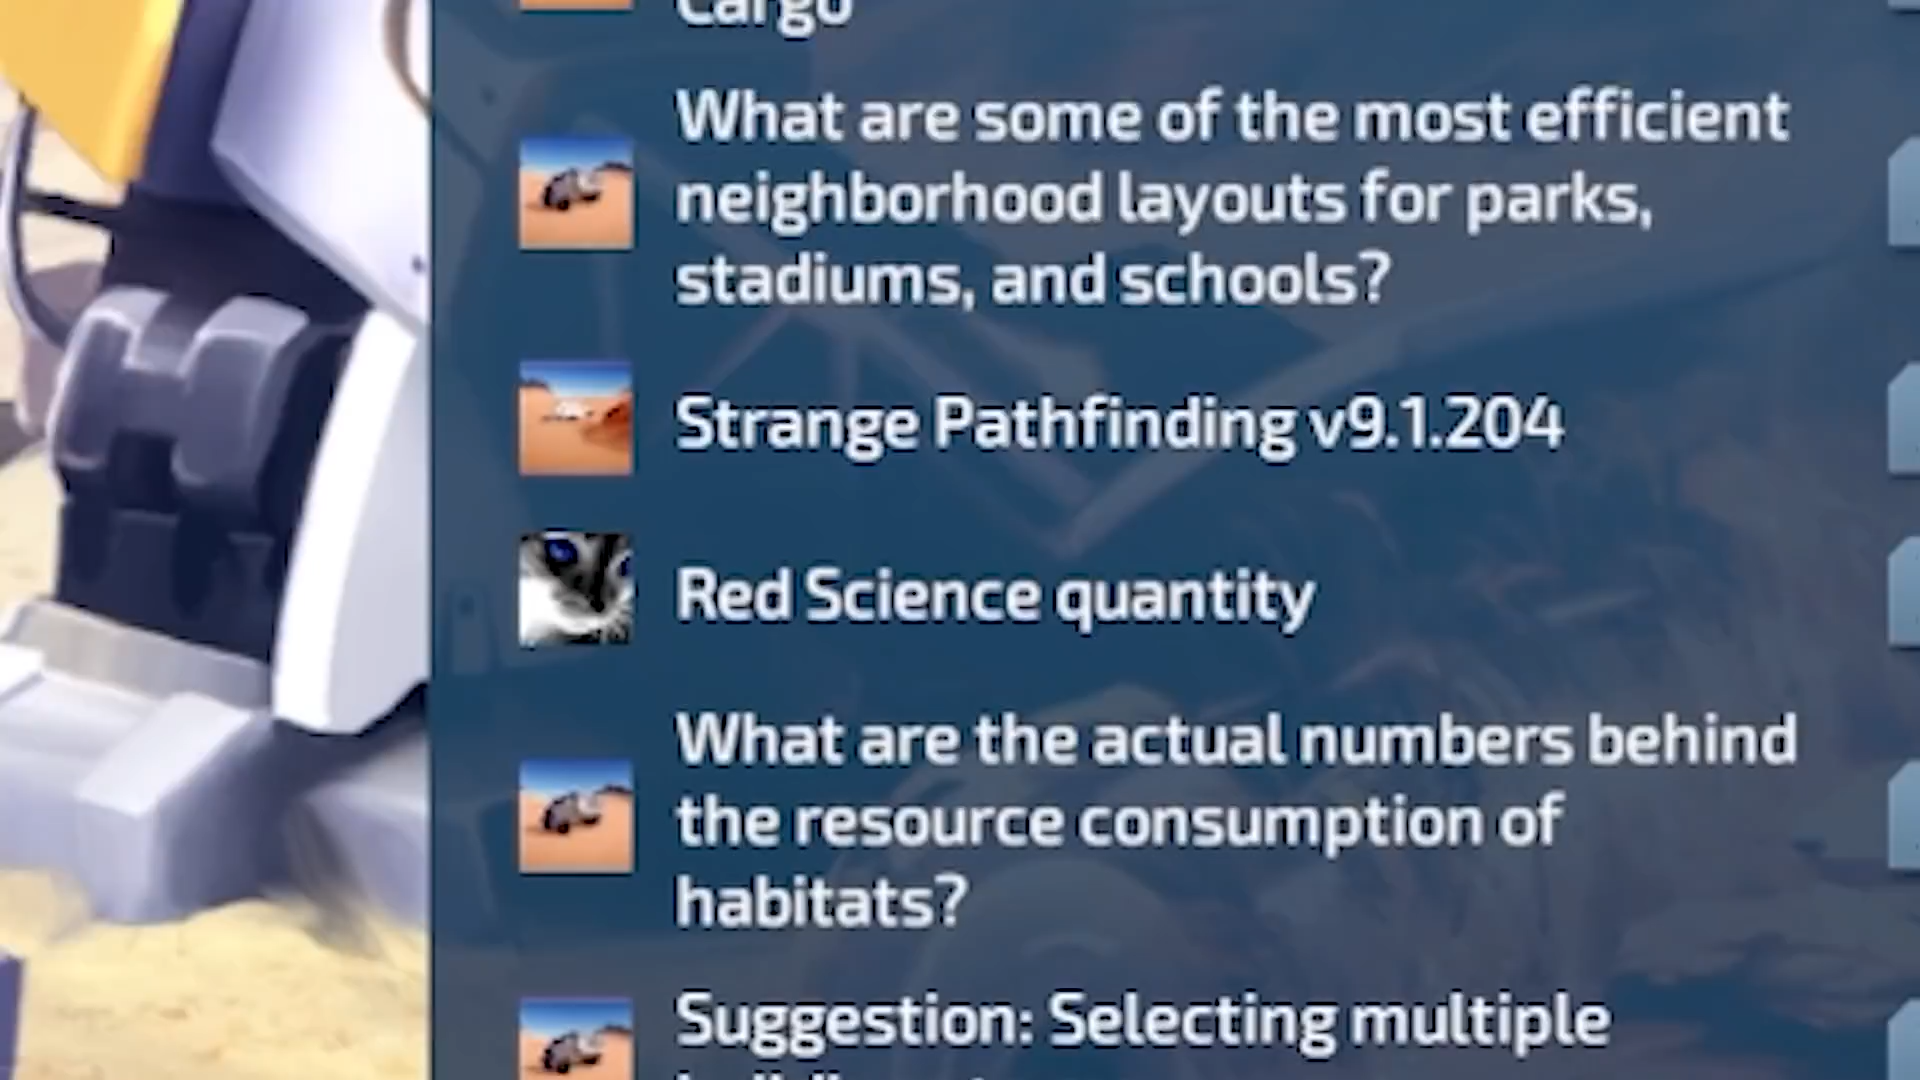 Cargo
What are some of the most efficient
neighborhood layouts for parks,
stadiums, and schools?
Strange Pathfinding v9.1.204
Red Science quantity
What are the actual numbers behind
the resource consumption of
habitats?
Suggestion: Selecting multiple